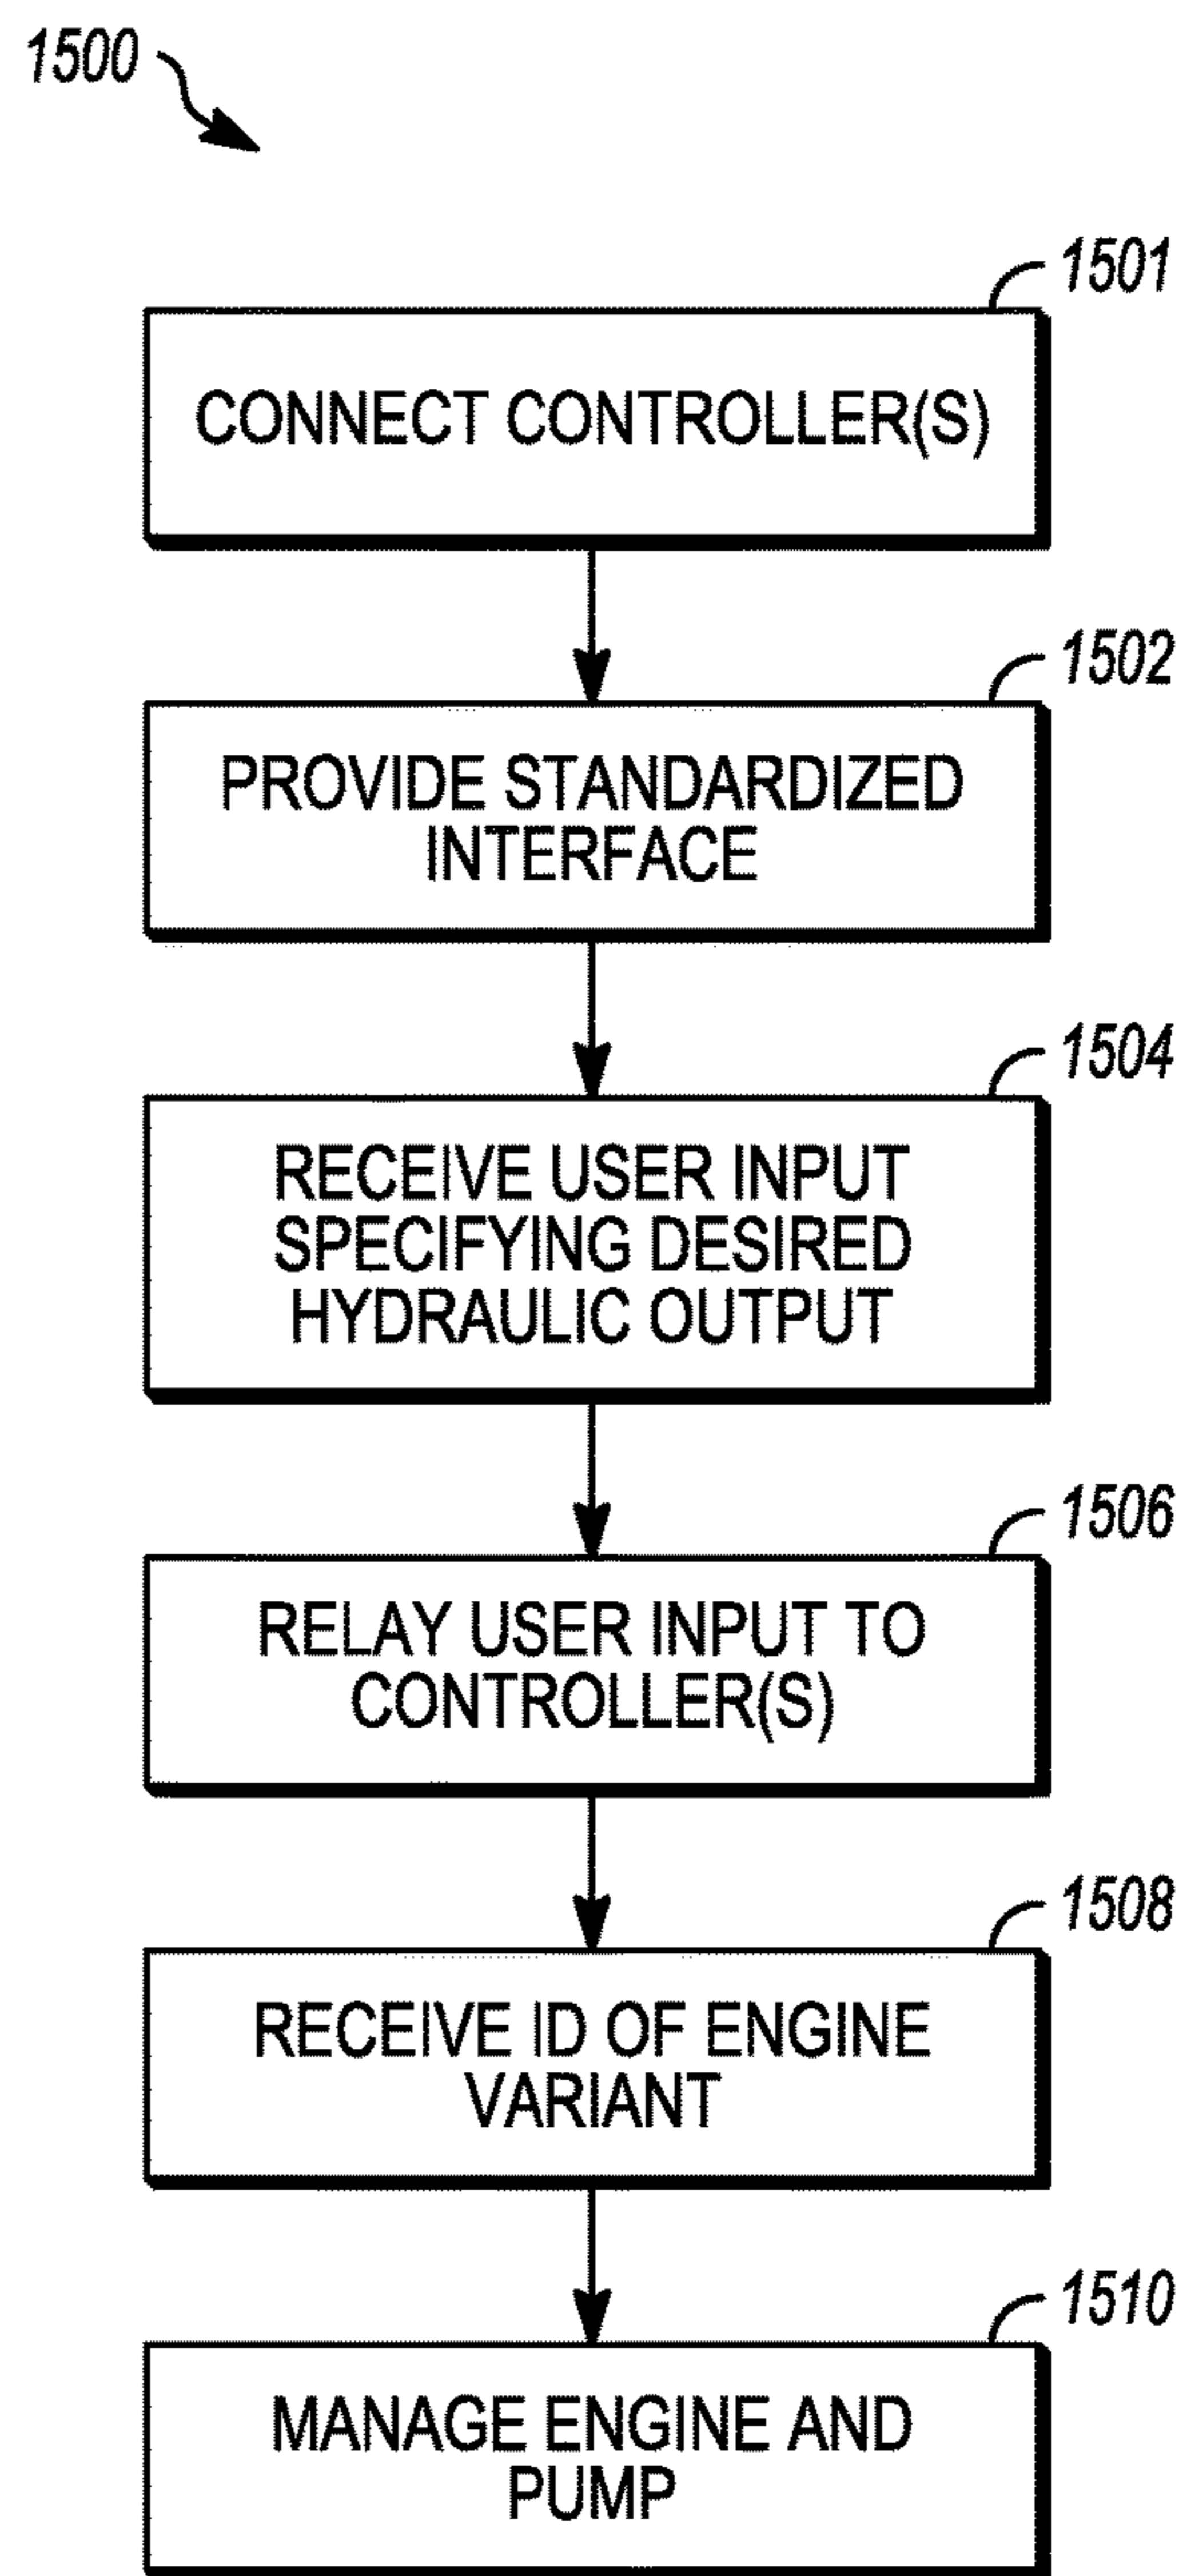 1500
1501
CONNECT CONTROLLER(S)
1502
PROVIDE STANDARDIZED
INTERFACE
1504
RECEIVE USER INPUT
SPECIFYING DESIRED
HYDRAULIC OUTPUT
1506
RELAY USER INPUT TO
CONTROLLER(S)
1508
RECEIVE ID OF ENGINE
VARIANT
1510
MANAGE ENGINE AND
PUMP